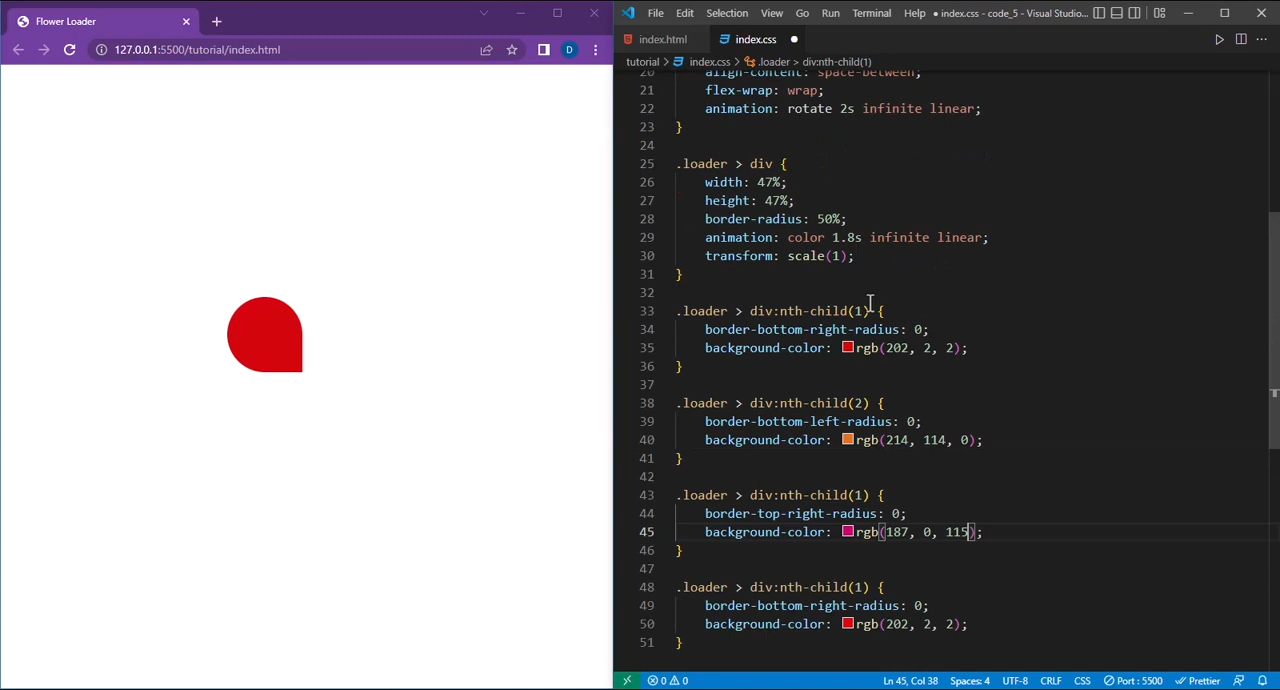 Flower Loader
127.0.0.1:5500/tutorial/index.html
D
File Edit Selection View Go Run Terminal Help
● index.css - code_5 - Visual Studio...
index.html
index.css ●
tutorial > index.css > .loader > div:nth-child(1)
20 align-content: space-between;
21 flex-wrap: wrap;
22 animation: rotate 2s infinite linear;
23 }
24
25 .loader > div {
26 width: 47%;
27 height: 47%;
28 border-radius: 50%;
29 animation: color 1.8s infinite linear;
30 transform: scale(1);
31 }
32
33 .loader > div:nth-child(1) {
34 border-bottom-right-radius: 0;
35 background-color: rgb(202, 2, 2);
36 }
37
38 .loader > div:nth-child(2) {
39 border-bottom-left-radius: 0;
40 background-color: rgb(214, 114, 0);
41 }
42
43 .loader > div:nth-child(1) {
44 border-top-right-radius: 0;
45 background-color: rgb(187, 0, 115);
46 }
47
48 .loader > div:nth-child(1) {
49 border-bottom-right-radius: 0;
50 background-color: rgb(202, 2, 2);
51 }
0 0 Ln 45, Col 38 Spaces: 4 UTF-8 CRLF CSS Port : 5500 Prettier